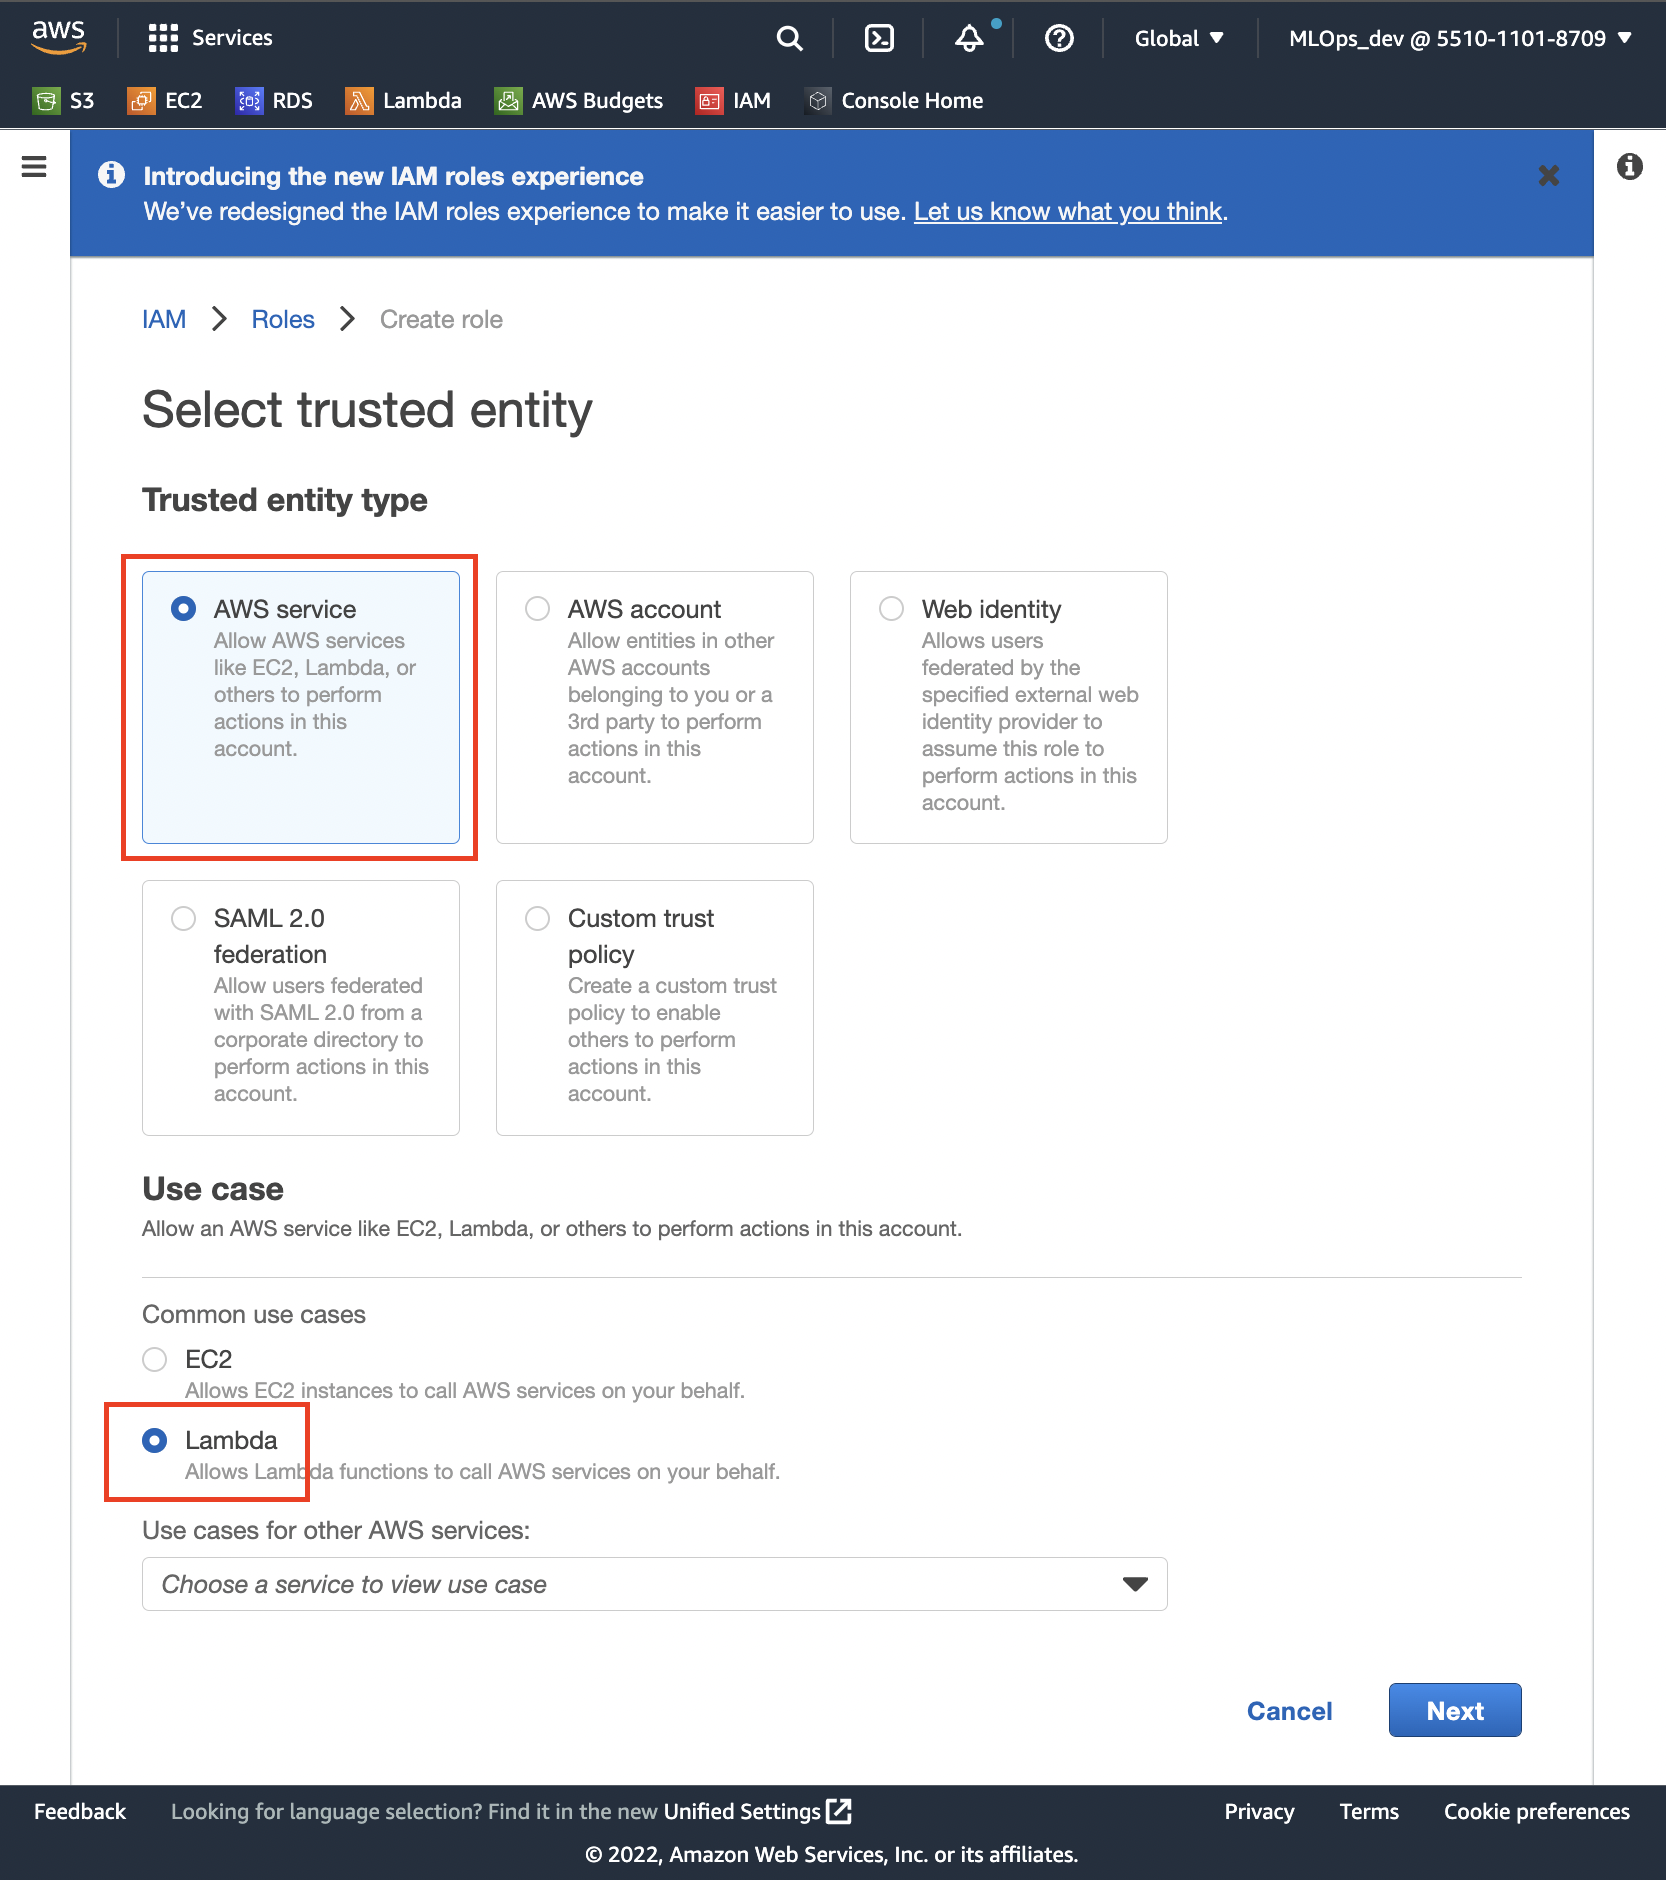 aws
Services
Global
MLOps_dev @ 5510-1101-8709
S3
EC2
RDS
Lambda
AWS Budgets
IAM
Console Home
Introducing the new IAM roles experience
We’ve redesigned the IAM roles experience to make it easier to use. Let us know what you think.
IAM
Roles
Create role
Select trusted entity
Trusted entity type
AWS service
Allow AWS services
like EC2, Lambda, or
others to perform
actions in this
account.
AWS account
Allow entities in other
AWS accounts
belonging to you or a
3rd party to perform
actions in this
account.
Web identity
Allows users
federated by the
specified external web
identity provider to
assume this role to
perform actions in this
account.
SAML 2.0
federation
Allow users federated
with SAML 2.0 from a
corporate directory to
perform actions in this
account.
Custom trust
policy
Create a custom trust
policy to enable
others to perform
actions in this
account.
Use case
Allow an AWS service like EC2, Lambda, or others to perform actions in this account.
Common use cases
EC2
Allows EC2 instances to call AWS services on your behalf.
Lambda
Allows Lambda functions to call AWS services on your behalf.
Use cases for other AWS services:
Choose a service to view use case
Cancel
Next
Feedback
Looking for language selection? Find it in the new Unified Settings
Privacy
Terms
Cookie preferences
© 2022, Amazon Web Services, Inc. or its affiliates.